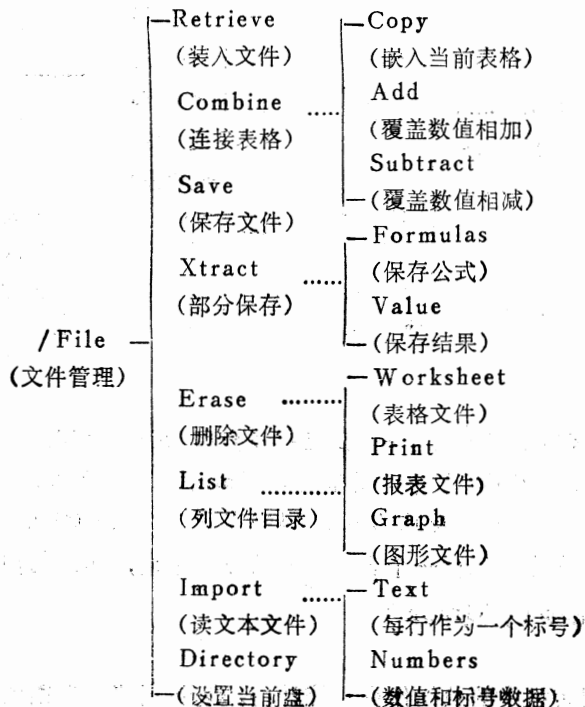 Retrieve
(装入文件)
Combine
(连接表格)
Save
(保存文件)
Xtract
(部分保存)
/File
(文件管理)
Erase
(删除文件)
List
(列文件目录)
Import
(读文本文件)
Directory
(设置当前盘)
Copy
(嵌入当前表格)
Add
(覆盖数值相加)
Subtract
(覆盖数值相减)
Formulas
(保存公式)
Value
(保存结果)
Worksheet
(表格文件)
Print
(报表文件)
Graph
(图形文件)
Text
(每行作为一个标号)
Numbers
(数值和标号数据)